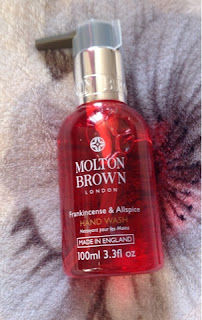 MOLTON
BROWN
LONDON
Frankincense & Allspice
HAND WASH
Nettoyant pour les Mains
MADE IN ENGLAND
100ml 3.3fl oz